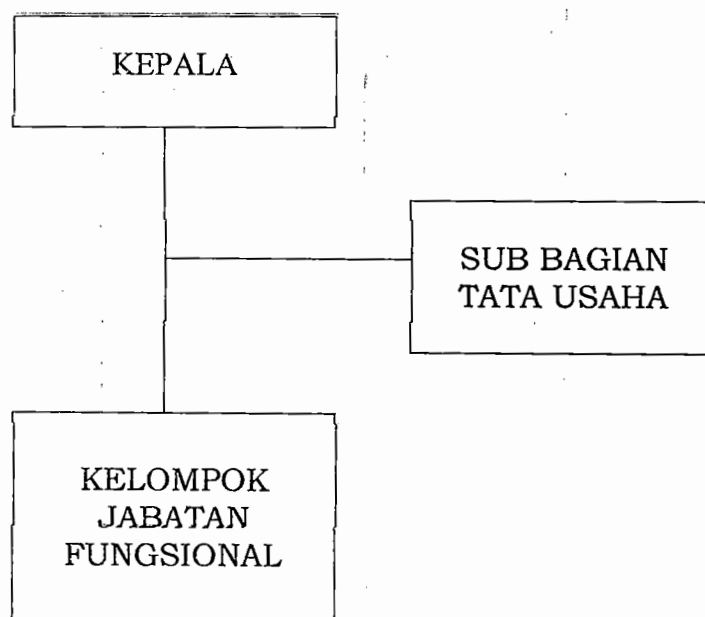 KEPALA
SUB BAGIAN
TATA USAHA
KELOMPOK
JABATAN
FUNGSIONAL